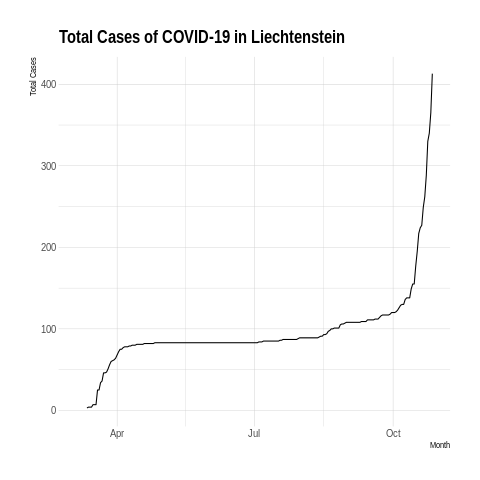 Total Cases of COVID-19 in Liechtenstein
Total Cases
400
300
200
100
0
Apr
Jul
Oct
Month